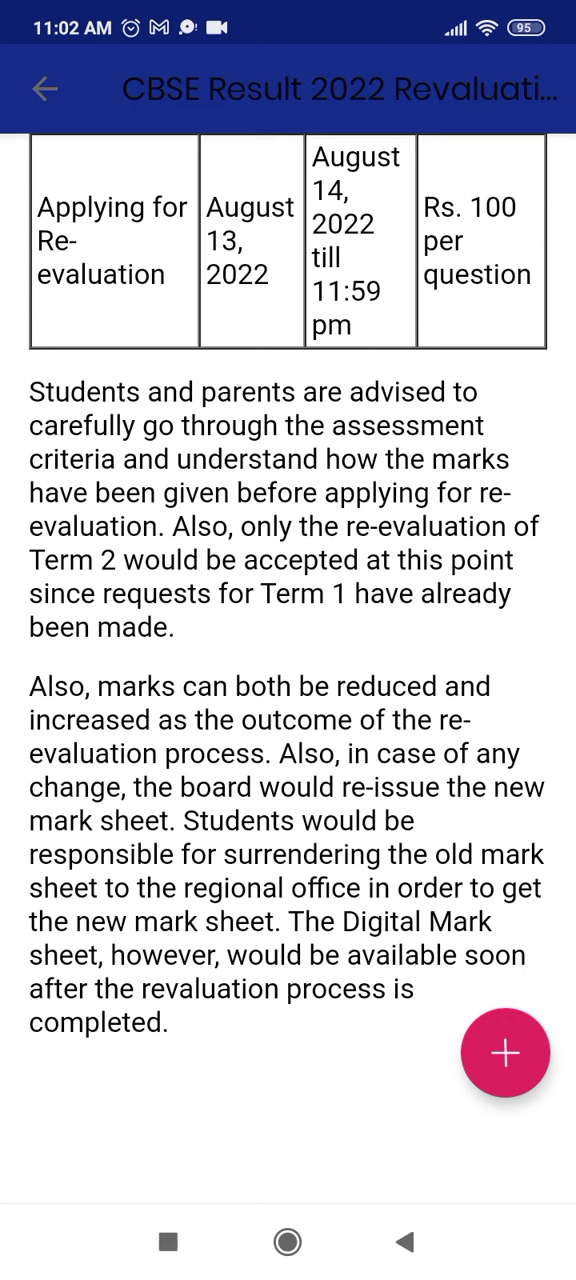 11:02 AM
95
CBSE Result 2022 Revaluati...
Applying for
Re-
evaluation
August
13,
2022
August
14,
2022
till
11:59
pm
Rs. 100
per
question
Students and parents are advised to
carefully go through the assessment
criteria and understand how the marks
have been given before applying for re-
evaluation. Also, only the re-evaluation of
Term 2 would be accepted at this point
since requests for Term 1 have already
been made.
Also, marks can both be reduced and
increased as the outcome of the re-
evaluation process. Also, in case of any
change, the board would re-issue the new
mark sheet. Students would be
responsible for surrendering the old mark
sheet to the regional office in order to get
the new mark sheet. The Digital Mark
sheet, however, would be available soon
after the revaluation process is
completed.